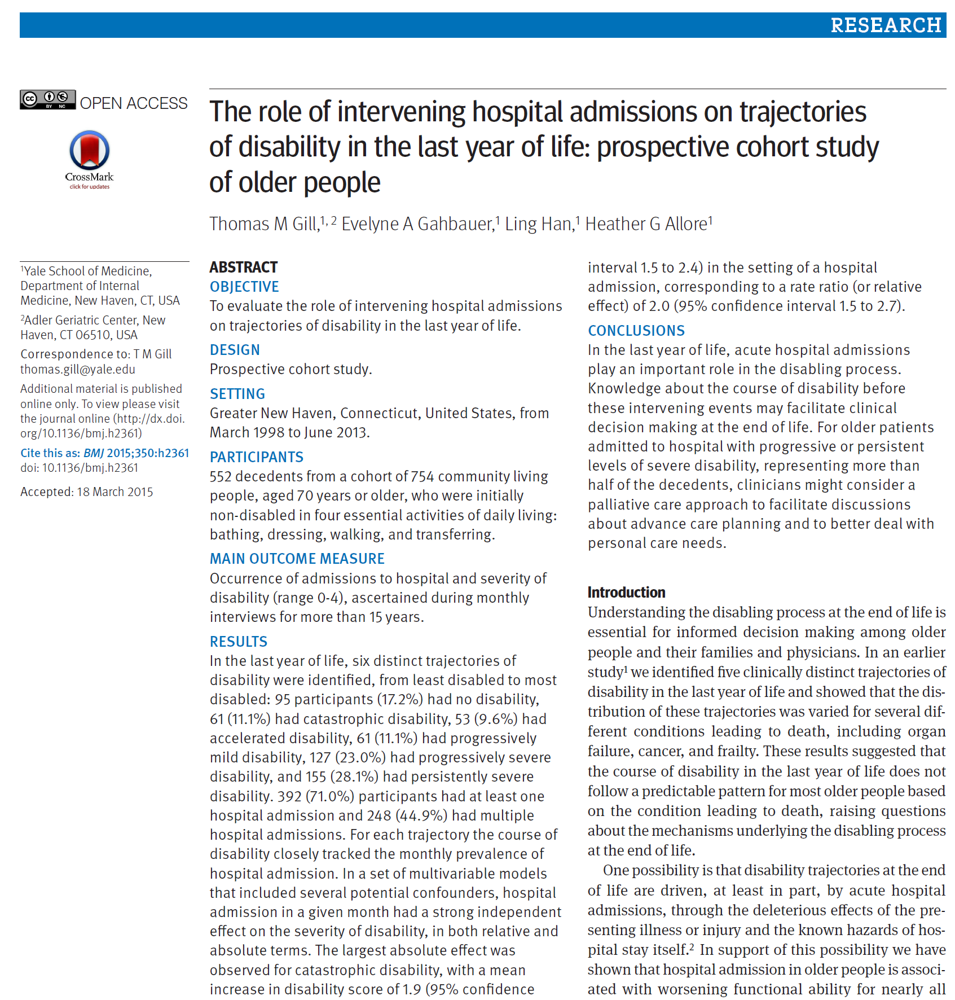 RESEARCH
cc BY NC OPEN ACCESS
CrossMark
click for updates
The role of intervening hospital admissions on trajectories
of disability in the last year of life: prospective cohort study
of older people
Thomas M Gill,1, 2 Evelyne A Gahbauer,1 Ling Han,1 Heather G Allore1
1Yale School of Medicine,
Department of Internal
Medicine, New Haven, CT, USA
2Adler Geriatric Center, New
Haven, CT 06510, USA
Correspondence to: T M Gill
thomas.gill@yale.edu
Additional material is published
online only. To view please visit
the journal online (http://dx.doi.
org/10.1136/bmj.h2361)
Cite this as: BMJ 2015;350:h2361
doi: 10.1136/bmj.h2361
Accepted: 18 March 2015
ABSTRACT
OBJECTIVE
To evaluate the role of intervening hospital admissions
on trajectories of disability in the last year of life.
DESIGN
Prospective cohort study.
SETTING
Greater New Haven, Connecticut, United States, from
March 1998 to June 2013.
PARTICIPANTS
552 decedents from a cohort of 754 community living
people, aged 70 years or older, who were initially
non-disabled in four essential activities of daily living:
bathing, dressing, walking, and transferring.
MAIN OUTCOME MEASURE
Occurrence of admissions to hospital and severity of
disability (range 0-4), ascertained during monthly
interviews for more than 15 years.
RESULTS
In the last year of life, six distinct trajectories of
disability were identified, from least disabled to most
disabled: 95 participants (17.2%) had no disability,
61 (11.1%) had catastrophic disability, 53 (9.6%) had
accelerated disability, 61 (11.1%) had progressively
mild disability, 127 (23.0%) had progressively severe
disability, and 155 (28.1%) had persistently severe
disability. 392 (71.0%) participants had at least one
hospital admission and 248 (44.9%) had multiple
hospital admissions. For each trajectory the course of
disability closely tracked the monthly prevalence of
hospital admission. In a set of multivariable models
that included several potential confounders, hospital
admission in a given month had a strong independent
effect on the severity of disability, in both relative and
absolute terms. The largest absolute effect was
observed for catastrophic disability, with a mean
increase in disability score of 1.9 (95% confidence
interval 1.5 to 2.4) in the setting of a hospital
admission, corresponding to a rate ratio (or relative
effect) of 2.0 (95% confidence interval 1.5 to 2.7).
CONCLUSIONS
In the last year of life, acute hospital admissions
play an important role in the disabling process.
Knowledge about the course of disability before
these intervening events may facilitate clinical
decision making at the end of life. For older patients
admitted to hospital with progressive or persistent
levels of severe disability, representing more than
half of the decedents, clinicians might consider a
palliative care approach to facilitate discussions
about advance care planning and to better deal with
personal care needs.
Introduction
Understanding the disabling process at the end of life is
essential for informed decision making among older
people and their families and physicians. In an earlier
study1 we identified five clinically distinct trajectories of
disability in the last year of life and showed that the dis-
tribution of these trajectories was varied for several dif-
ferent conditions leading to death, including organ
failure, cancer, and frailty. These results suggested that
the course of disability in the last year of life does not
follow a predictable pattern for most older people based
on the condition leading to death, raising questions
about the mechanisms underlying the disabling process
at the end of life.
One possibility is that disability trajectories at the end
of life are driven, at least in part, by acute hospital
admissions, through the deleterious effects of the pre-
senting illness or injury and the known hazards of hos-
pital stay itself.2 In support of this possibility we have
shown that hospital admission in older people is associ-
ated with worsening functional ability for nearly all